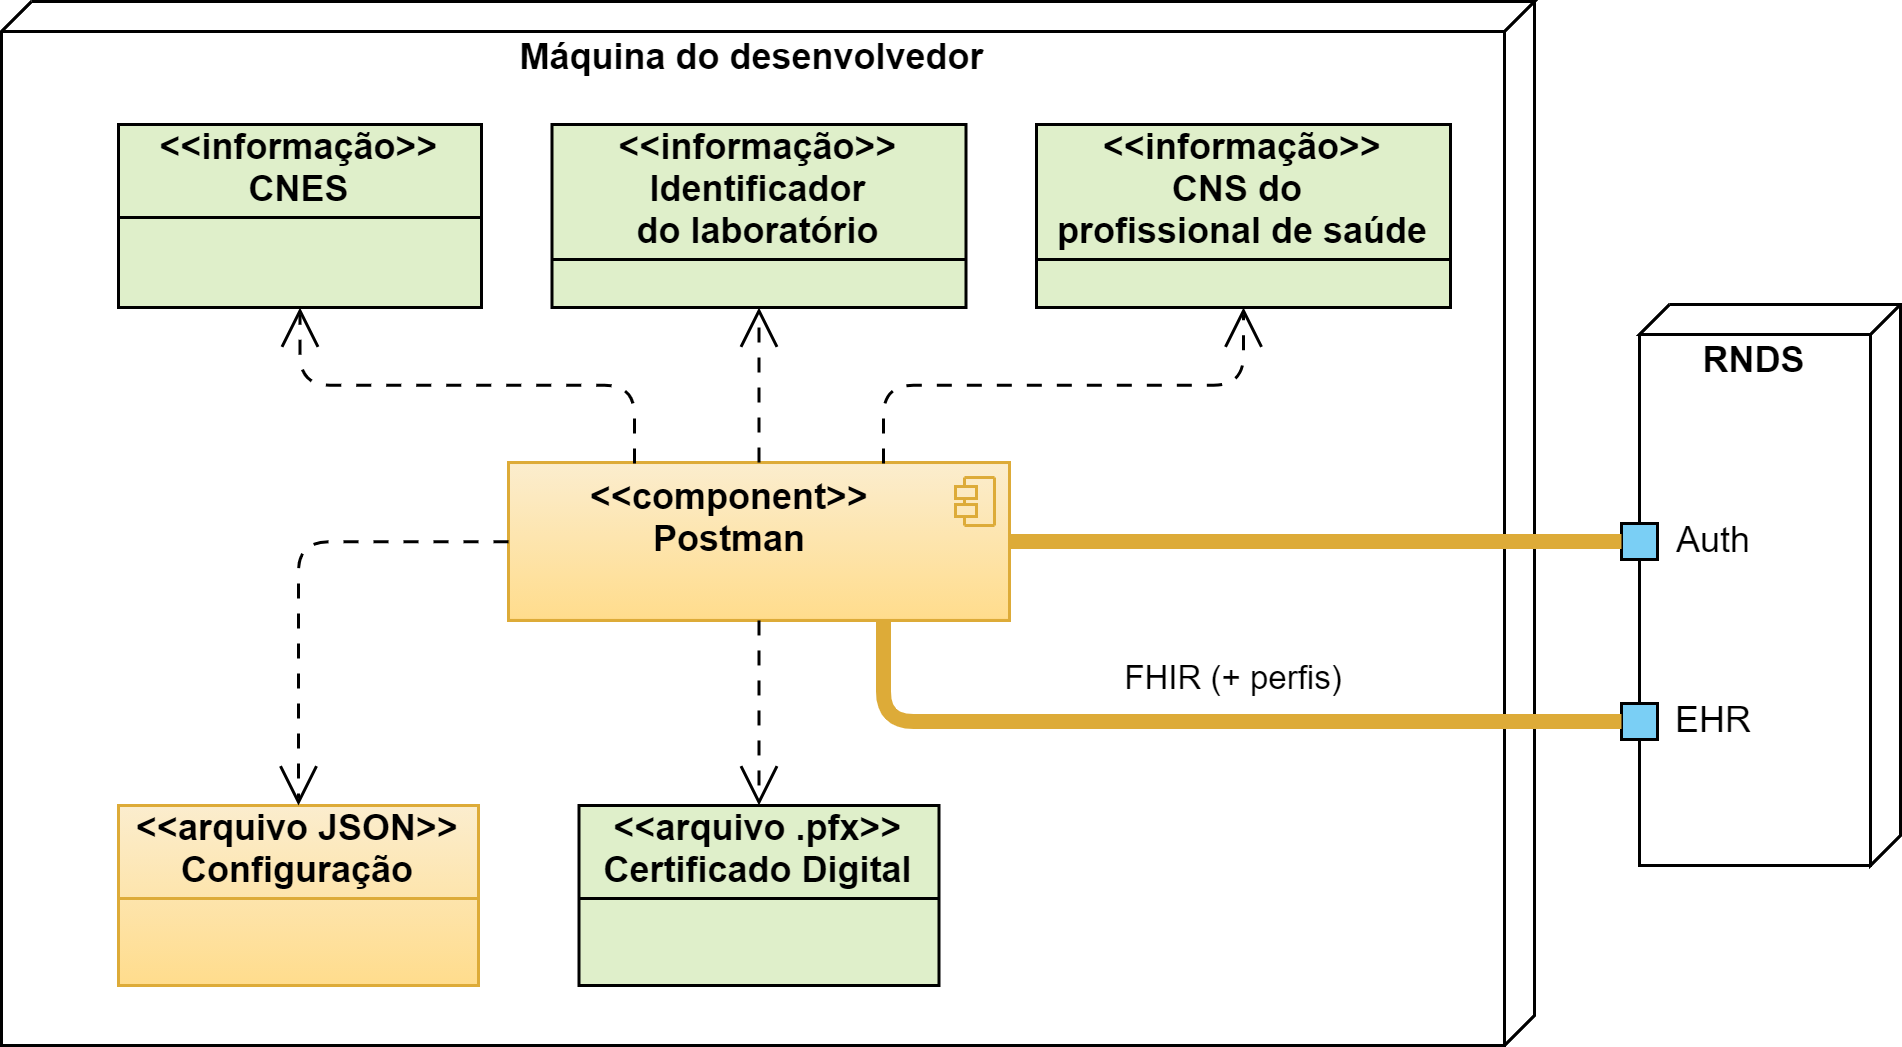 Máquina do desenvolvedor
<<informação>>
CNES
<<informação>>
Identificador
do laboratório
<<informação>>
CNS do
profissional de saúde
RNDS
<<component>>
Postman
Auth
FHIR (+ perfis)
EHR
<<arquivo JSON>>
Configuração
<<arquivo .pfx>>
Certificado Digital